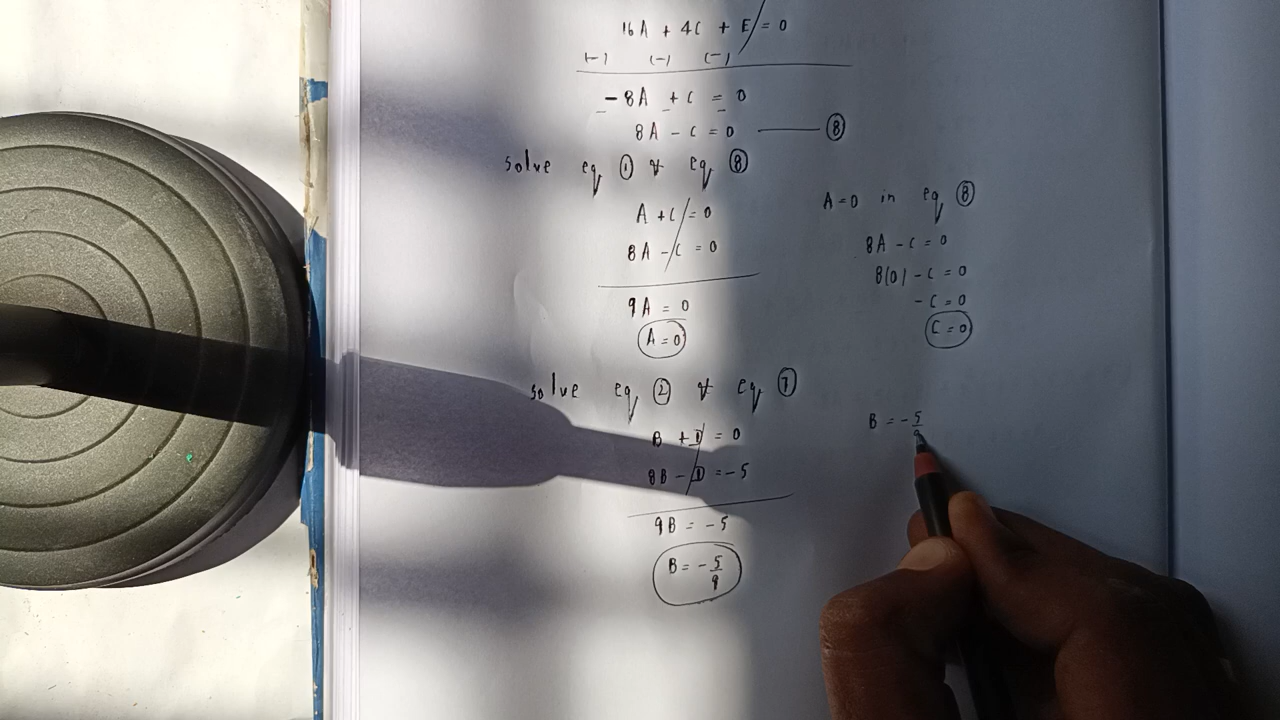 16A + 4C + E = 0
(-) (-) (-)
-8A + C = 0
8A - C = 0 ——— ⑧
solve eq ① & eq ⑧
A + C = 0
8A - C = 0
9A = 0
A = 0
A = 0 in eq ⑧
8A - C = 0
8(0) - C = 0
-C = 0
C = 0
solve eq ② & eq ⑦
B + D = 0
8B - D = -5
9B = -5
B = -5/9
B = -5/9